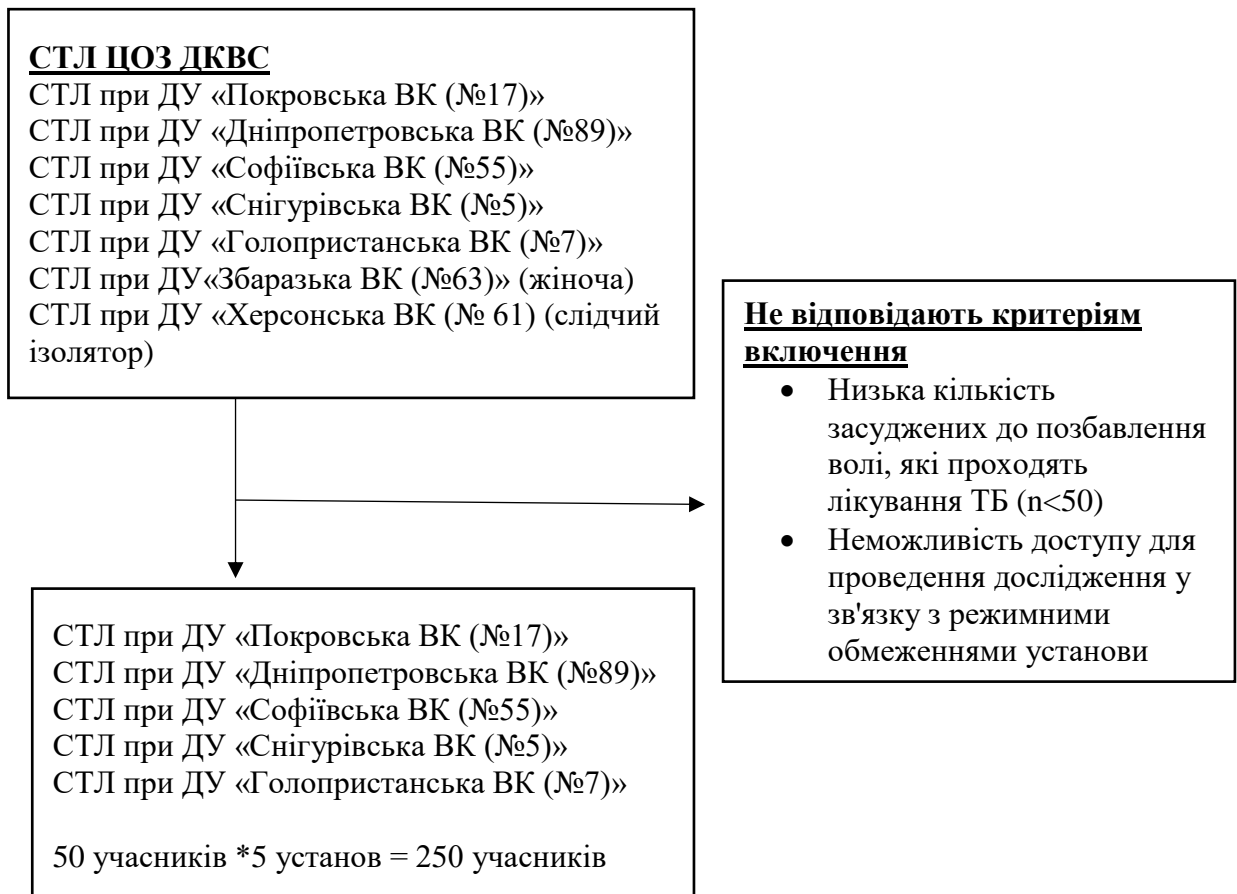 СТЛ ЦОЗ ДКВС
СТЛ при ДУ «Покровська ВК (№17)»
СТЛ при ДУ «Дніпропетровська ВК (№89)»
СТЛ при ДУ «Софіївська ВК (№55)»
СТЛ при ДУ «Снігурівська ВК (№5)»
СТЛ при ДУ «Голопристанська ВК (№7)»
СТЛ при ДУ«Збаразька ВК (№63)» (жіноча)
СТЛ при ДУ «Херсонська ВК (№ 61) (слідчий
ізолятор)
Не відповідають критеріям
включення
• Низька кількість
засуджених до позбавлення
волі, які проходять
лікування ТБ (n<50)
• Неможливість доступу для
проведення дослідження у
зв'язку з режимними
обмеженнями установи
СТЛ при ДУ «Покровська ВК (№17)»
СТЛ при ДУ «Дніпропетровська ВК (№89)»
СТЛ при ДУ «Софіївська ВК (№55)»
СТЛ при ДУ «Снігурівська ВК (№5)»
СТЛ при ДУ «Голопристанська ВК (№7)»
50 учасників *5 установ = 250 учасників